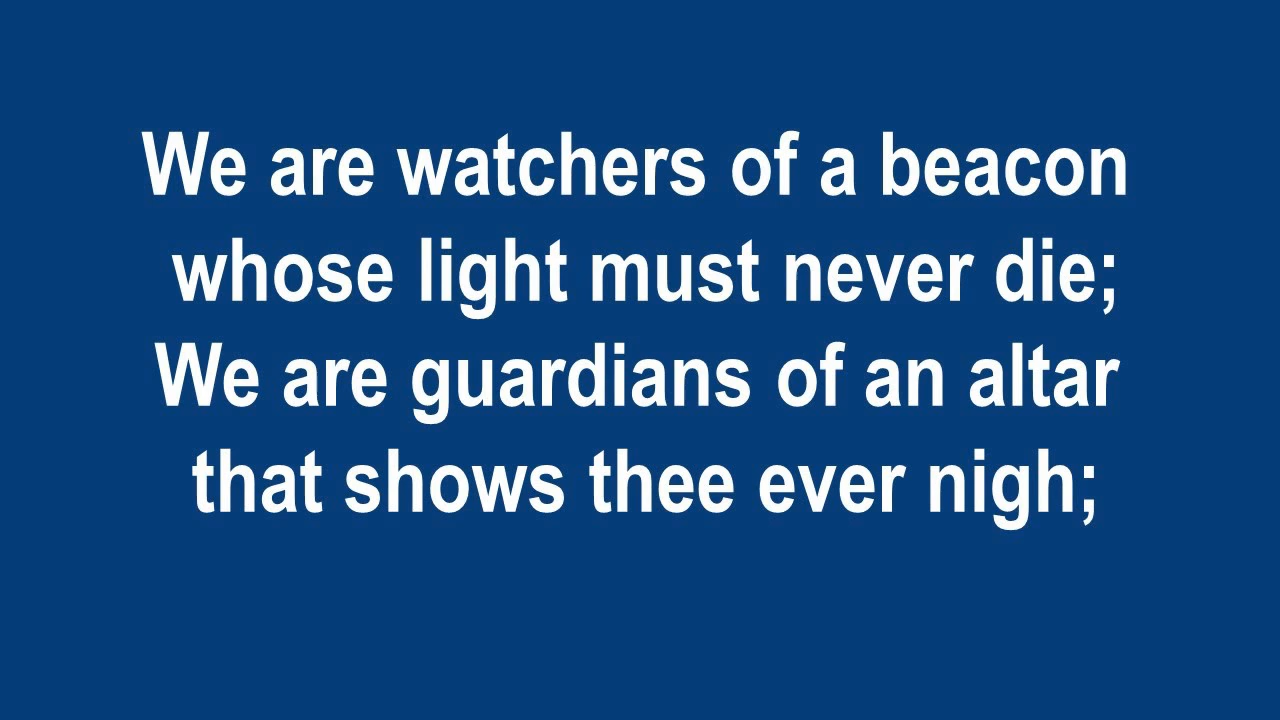 We are watchers of a beacon
whose light must never die;
We are guardians of an altar
that shows thee ever nigh;